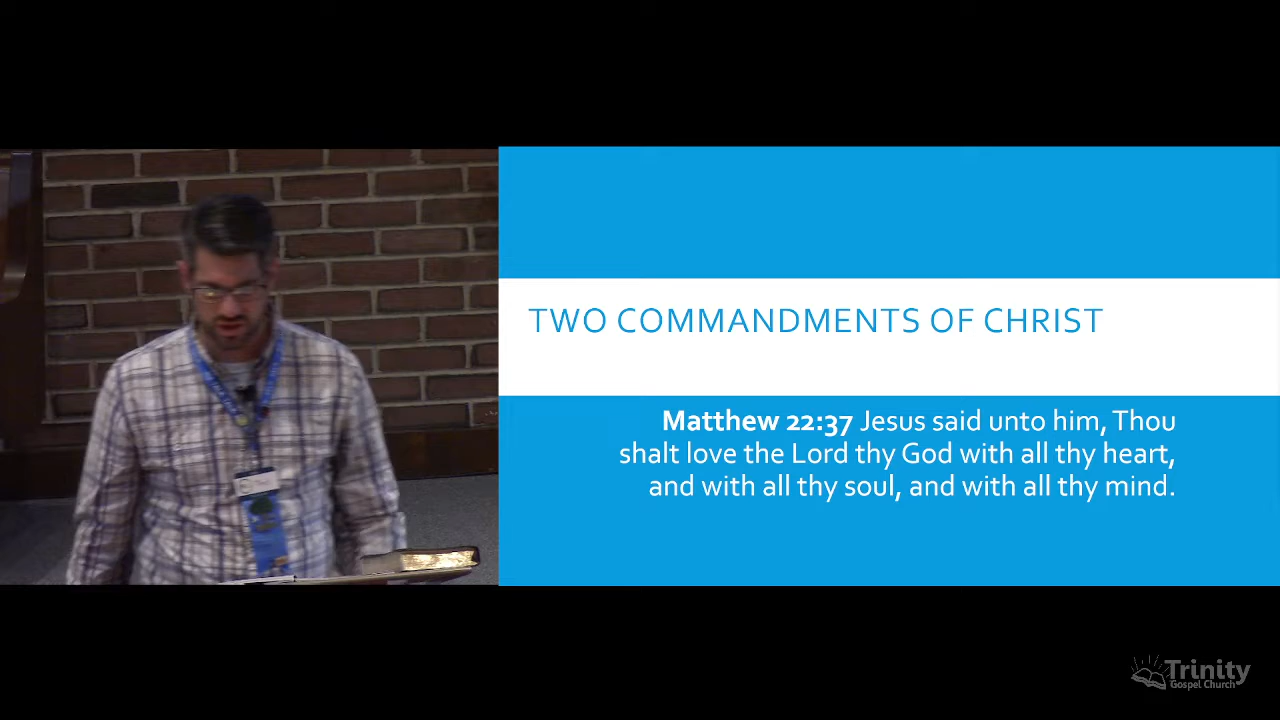 TWO COMMANDMENTS OF CHRIST
Matthew 22:37 Jesus said unto him, Thou
shalt love the Lord thy God with all thy heart,
and with all thy soul, and with all thy mind.
Trinity
Gospel Church